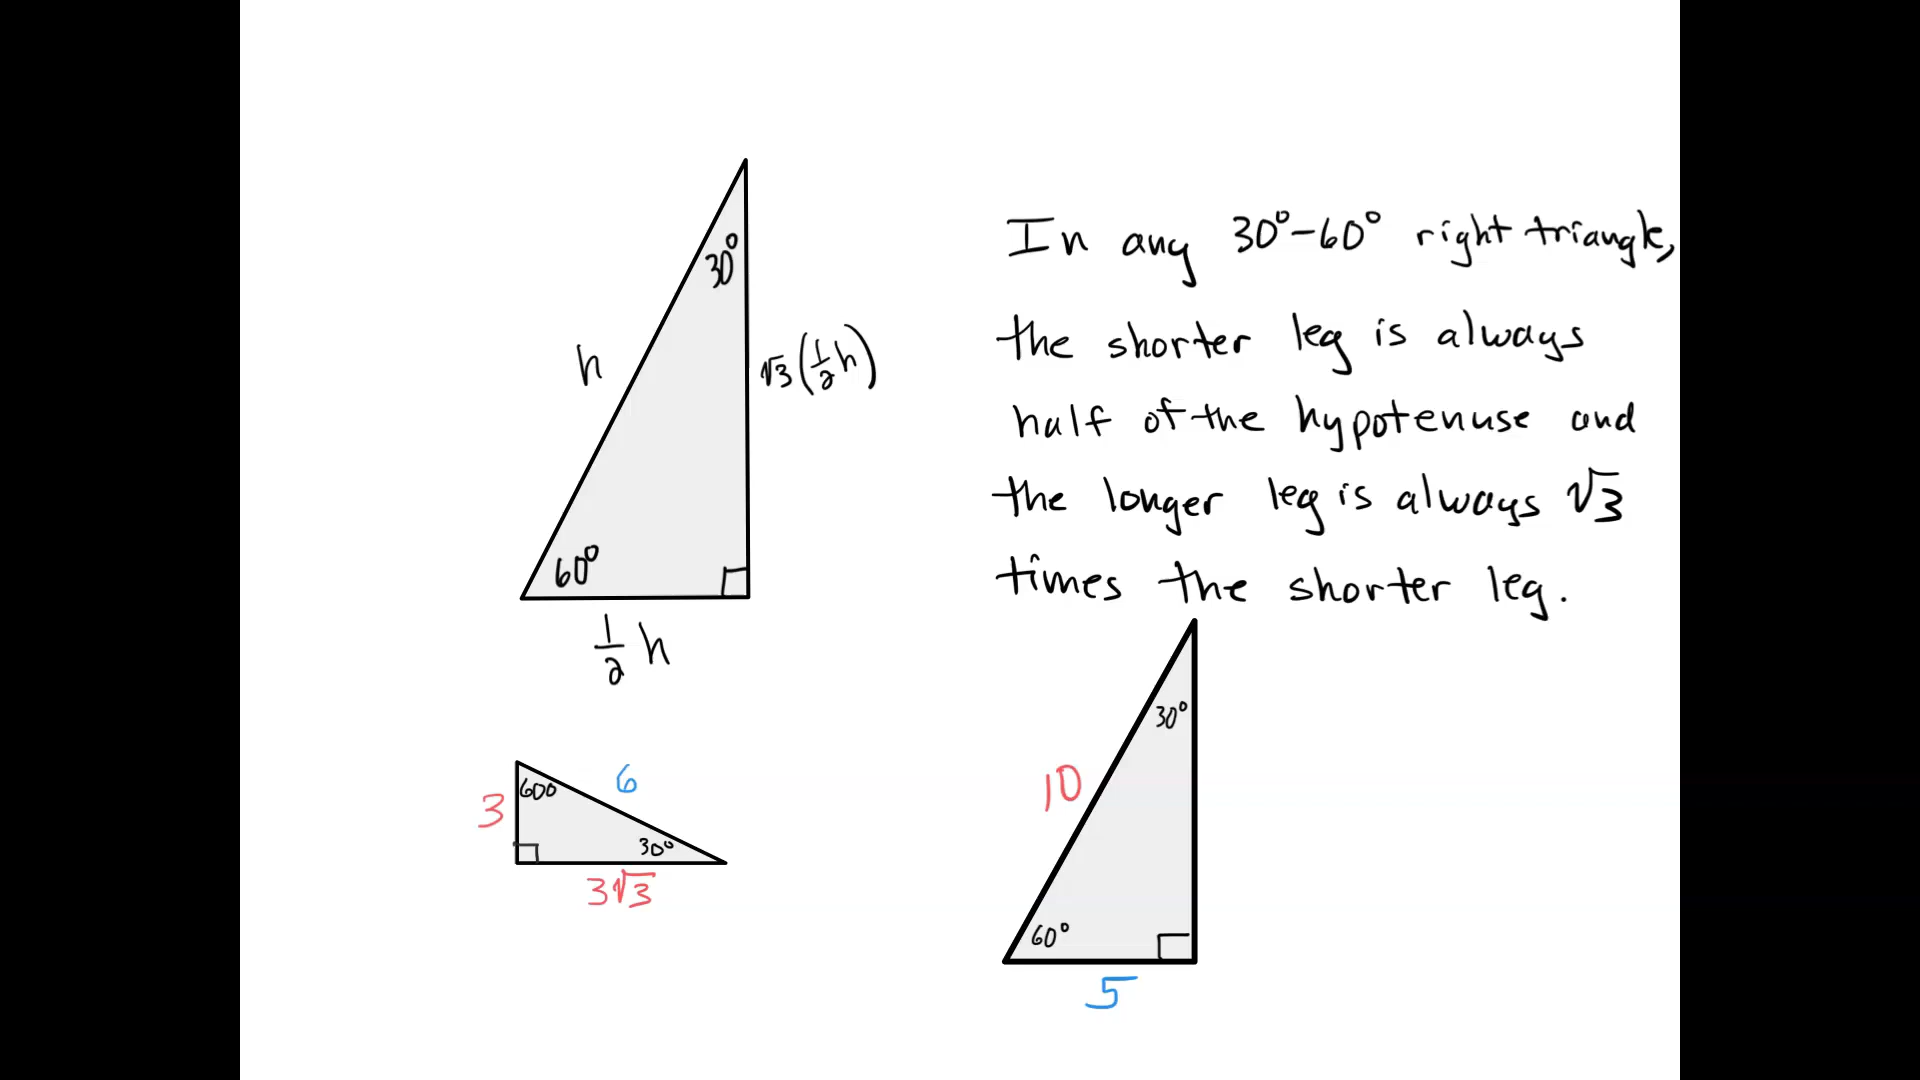 30°
h
√3(½h)
60°
½ h
In any 30°-60° right triangle,
the shorter leg is always
half of the hypotenuse and
the longer leg is always √3
times the shorter leg.
60°
6
3
30°
3√3
30°
10
60°
5